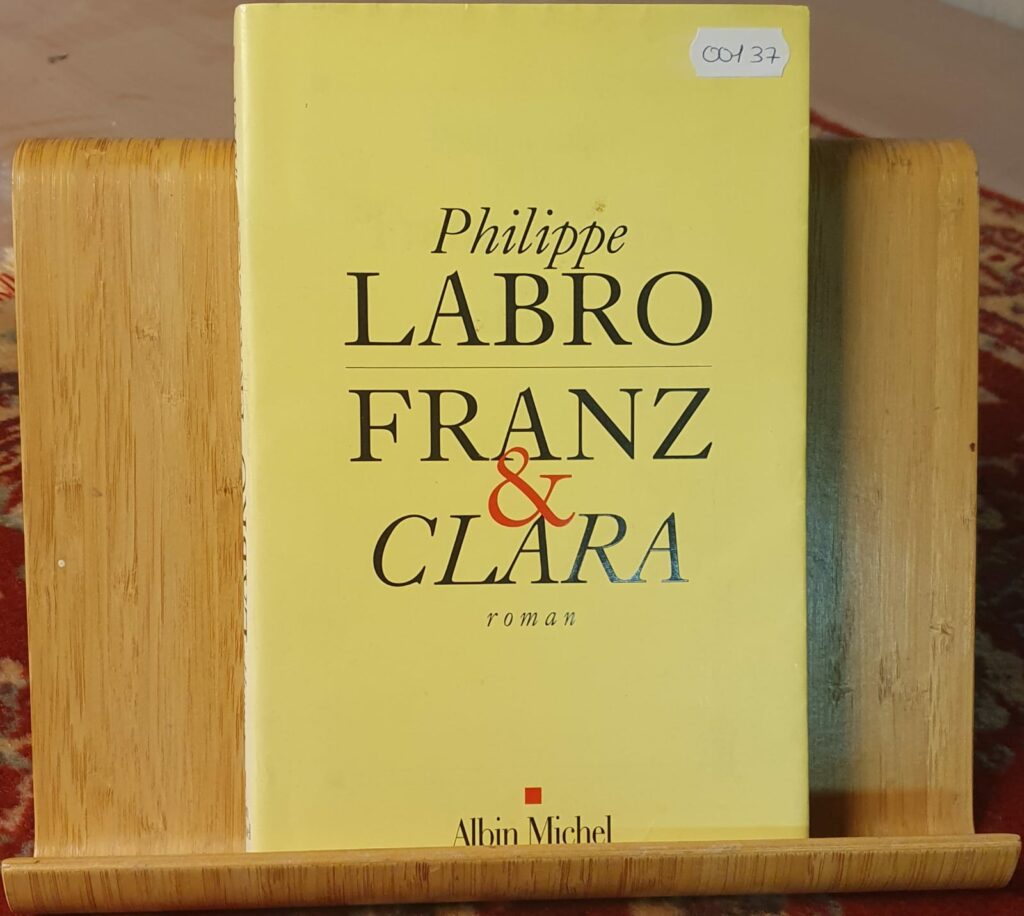 00137
Philippe
LABRO
FRANZ
&
CLARA
roman
Albin Michel